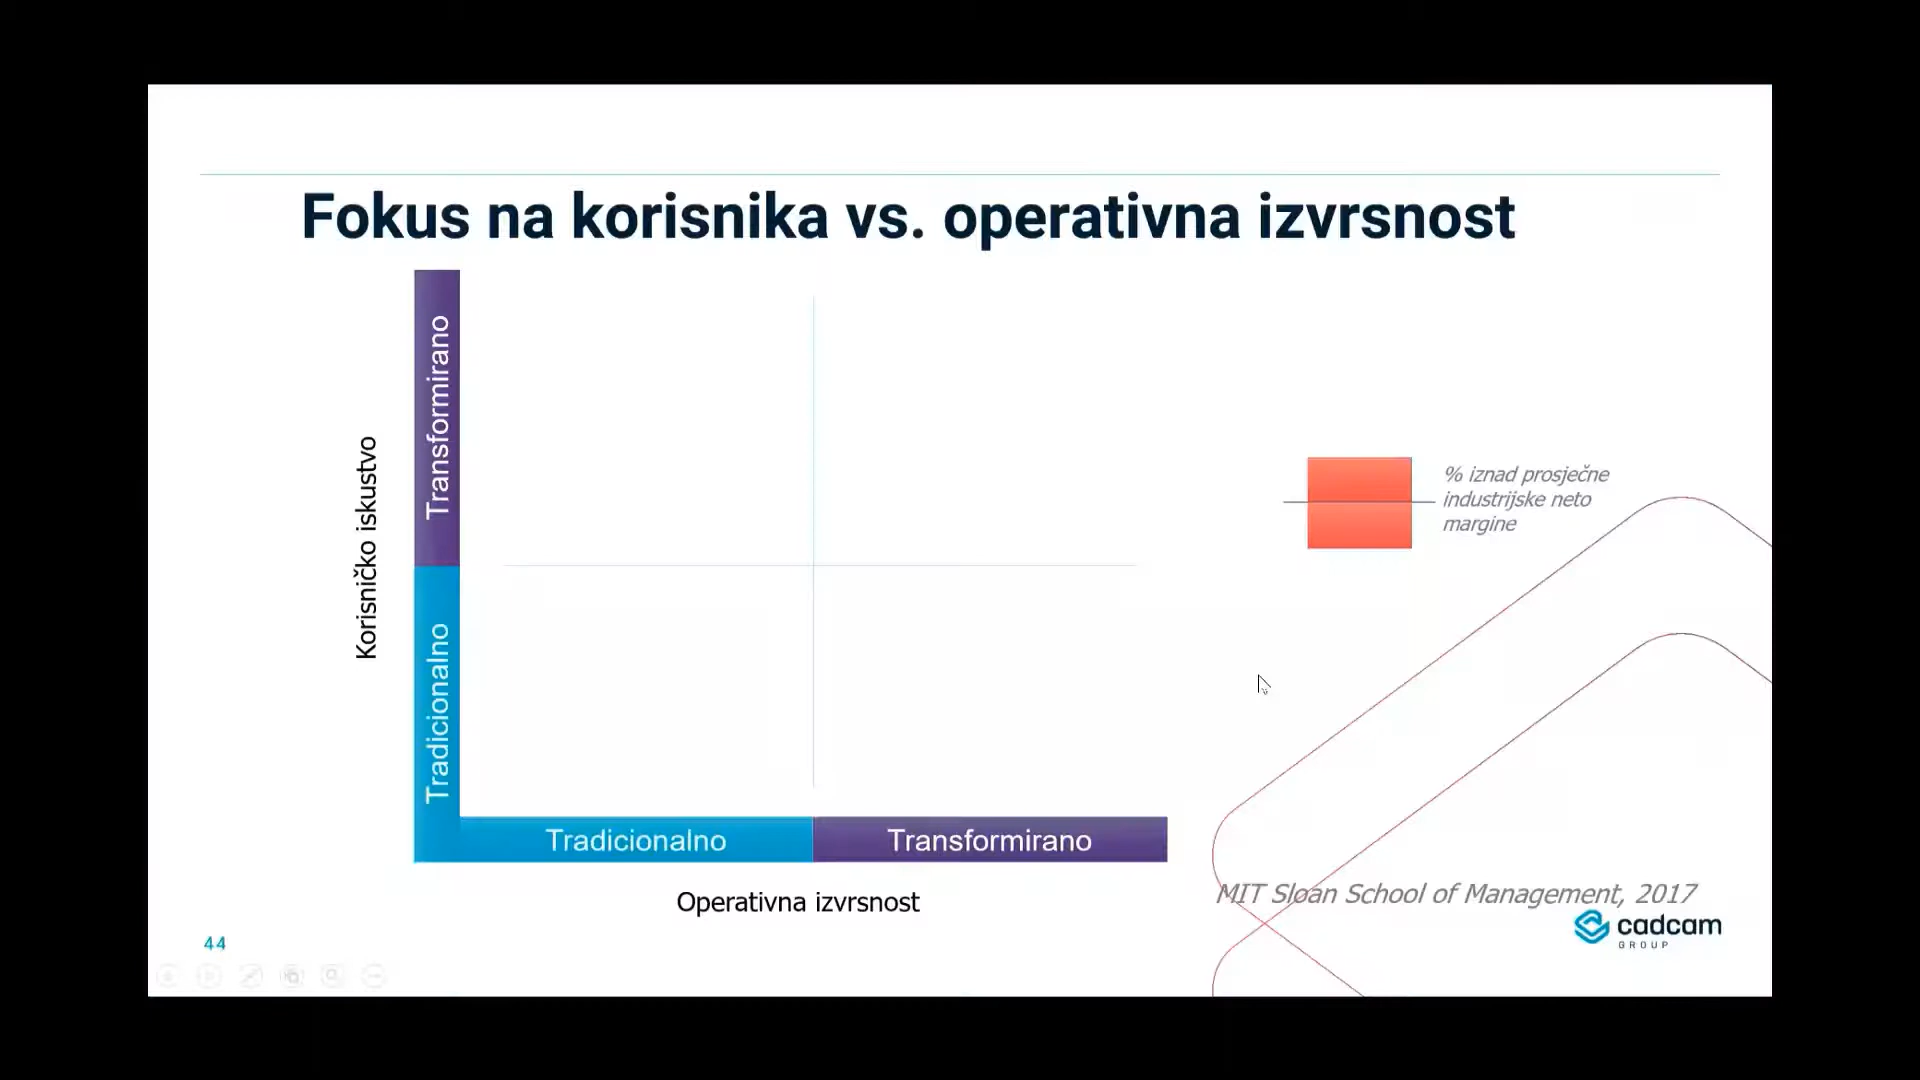 Fokus na korisnika vs. operativna izvrsnost
Korisničko iskustvo
Transformirano
Tradicionalno
% iznad prosječne
industrijske neto
margine
Tradicionalno
Transformirano
Operativna izvrsnost
MIT Sloan School of Management, 2017
cadcam
GROUP
44